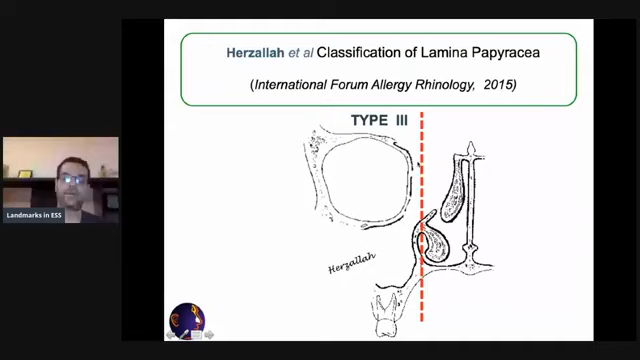 Herzallah et al Classification of Lamina Papyracea
(International Forum Allergy Rhinology, 2015)
TYPE III
Herzallah
Landmarks in ESS